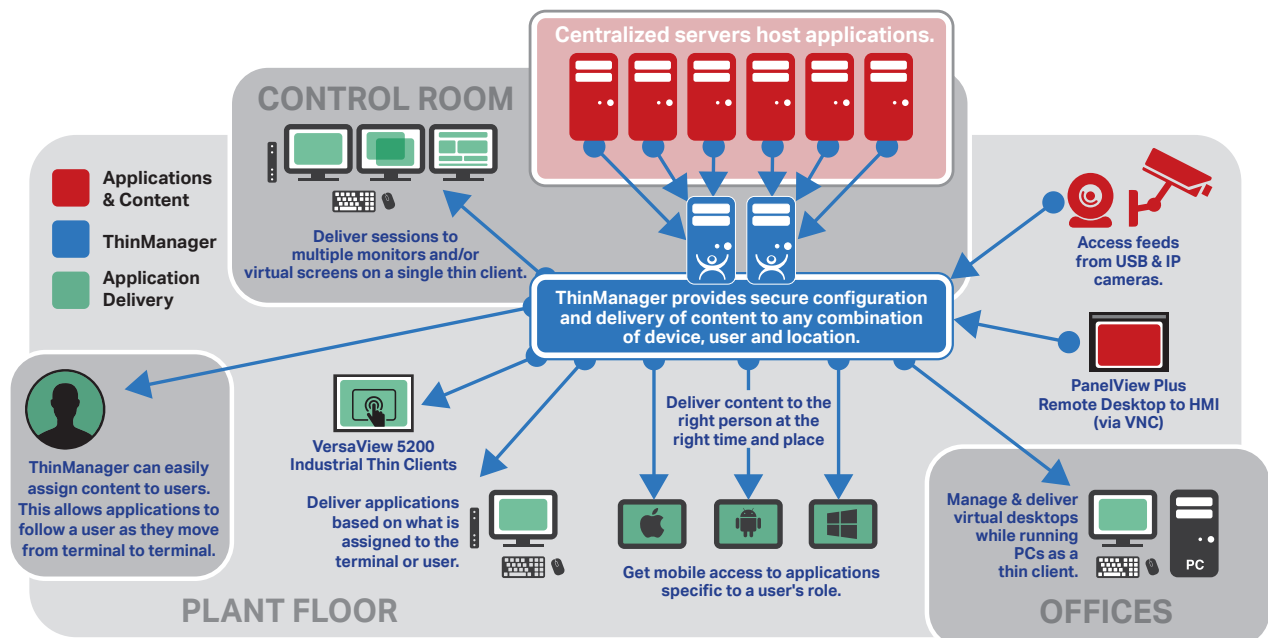 Centralized servers host applications.
CONTROL ROOM
Applications
& Content
ThinManager
Application
Delivery
Deliver sessions to
multiple monitors and/or
virtual screens on a single thin client.
Access feeds
from USB & IP
cameras.
ThinManager provides secure configuration
and delivery of content to any combination
of device, user and location.
PanelView Plus
Remote Desktop to HMI
(via VNC)
ThinManager can easily
assign content to users.
This allows applications to
follow a user as they move
from terminal to terminal.
VersaView 5200
Industrial Thin Clients
Deliver content to the
right person at the
right time and place
Deliver applications
based on what is
assigned to the
terminal or user.
Get mobile access to applications
specific to a user's role.
Manage & deliver
virtual desktops
while running
PCs as a
thin client.
PC
PLANT FLOOR
OFFICES